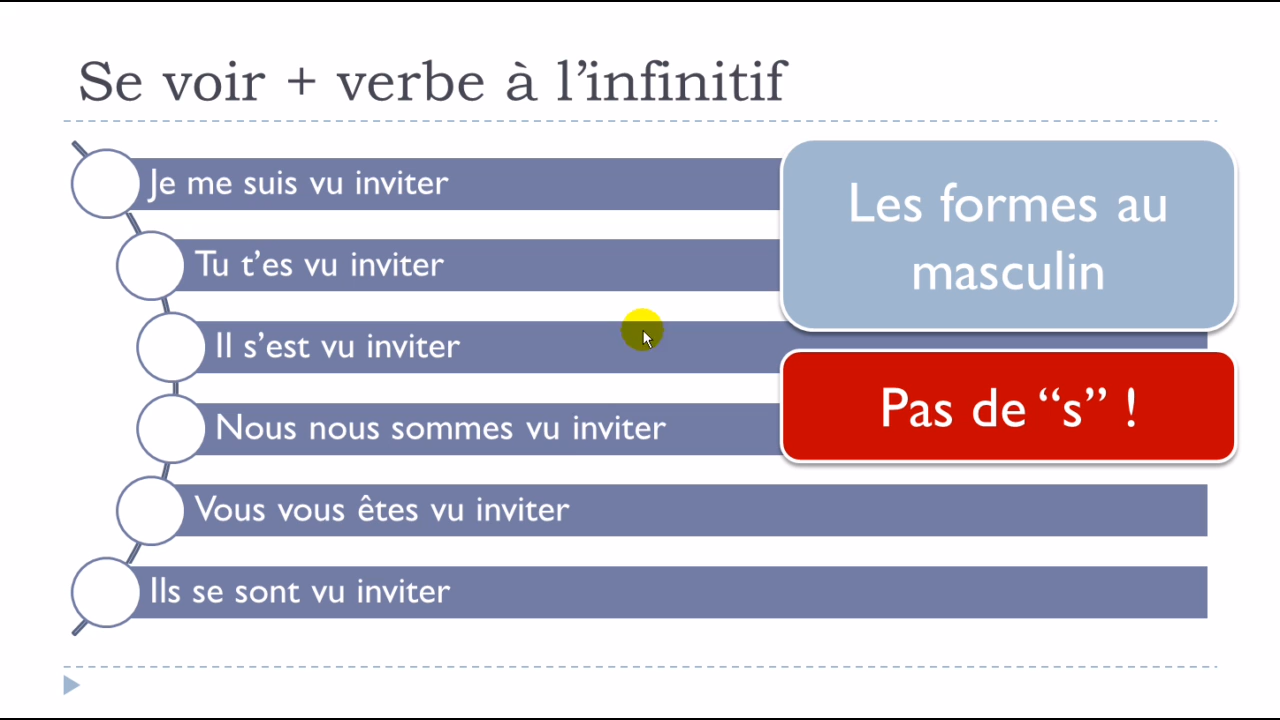 Se voir + verbe à l’infinitif
Je me suis vu inviter
Tu t’es vu inviter
Il s’est vu inviter
Nous nous sommes vu inviter
Vous vous êtes vu inviter
Ils se sont vu inviter
Les formes au
masculin
Pas de “s” !